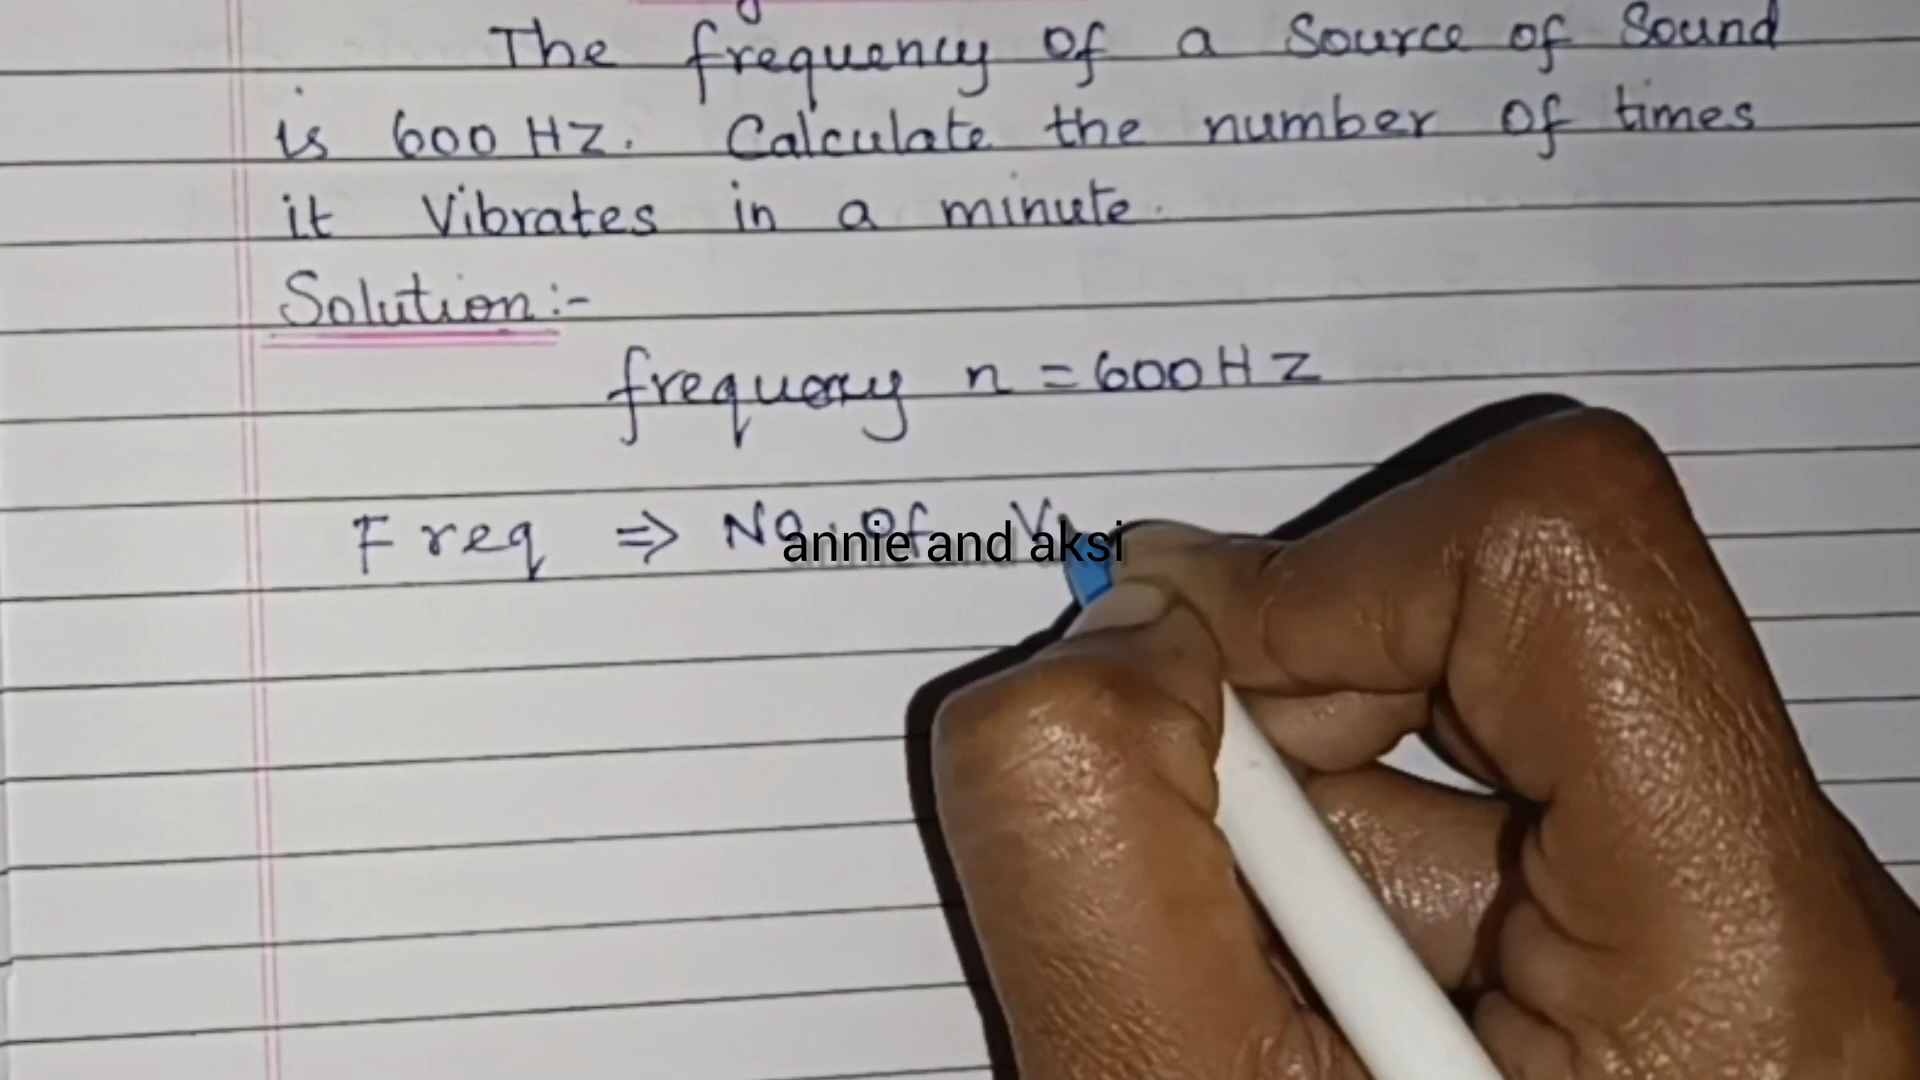 The frequency of a Source of Sound
is 600 HZ. Calculate the number of times
it Vibrates in a minute.
Solution:-
frequency n = 600 HZ
Freq ⇒ No. of
annie and aksi